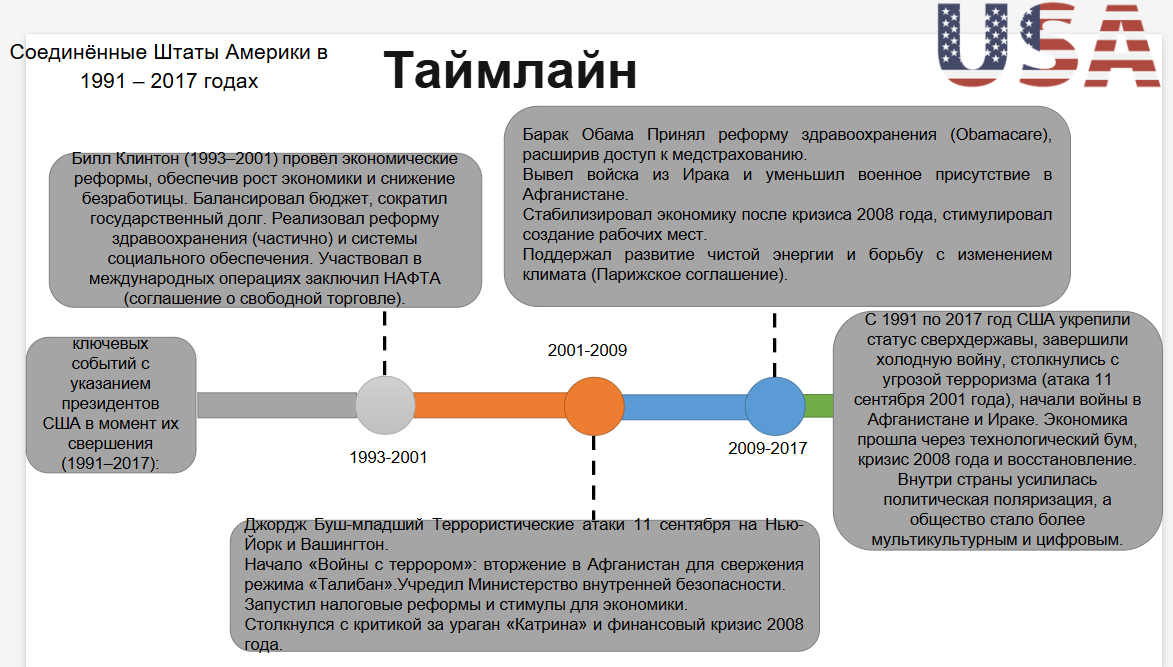 Соединённые Штаты Америки в
1991 – 2017 годах
Таймлайн
USA
Билл Клинтон (1993–2001) провёл экономические
реформы, обеспечив рост экономики и снижение
безработицы. Балансировал бюджет, сократил
государственный долг. Реализовал реформу
здравоохранения (частично) и системы
социального обеспечения. Участвовал в
международных операциях заключил НАФТА
(соглашение о свободной торговле).
Барак Обама Принял реформу здравоохранения (Obamacare),
расширив доступ к медстрахованию.
Вывел войска из Ирака и уменьшил военное присутствие в
Афганистане.
Стабилизировал экономику после кризиса 2008 года, стимулировал
создание рабочих мест.
Поддержал развитие чистой энергии и борьбу с изменением
климата (Парижское соглашение).
ключевых
событий с
указанием
президентов
США в момент их
свершения
(1991–2017):
1993-2001
2001-2009
2009-2017
С 1991 по 2017 год США укрепили
статус сверхдержавы, завершили
холодную войну, столкнулись с
угрозой терроризма (атака 11
сентября 2001 года), начали войны в
Афганистане и Ираке. Экономика
прошла через технологический бум,
кризис 2008 года и восстановление.
Внутри страны усилилась
политическая поляризация, а
общество стало более
мультикультурным и цифровым.
Джордж Буш-младший Террористические атаки 11 сентября на Нью-
Йорк и Вашингтон.
Начало «Войны с террором»: вторжение в Афганистан для свержения
режима «Талибан».Учредил Министерство внутренней безопасности.
Запустил налоговые реформы и стимулы для экономики.
Столкнулся с критикой за ураган «Катрина» и финансовый кризис 2008
года.